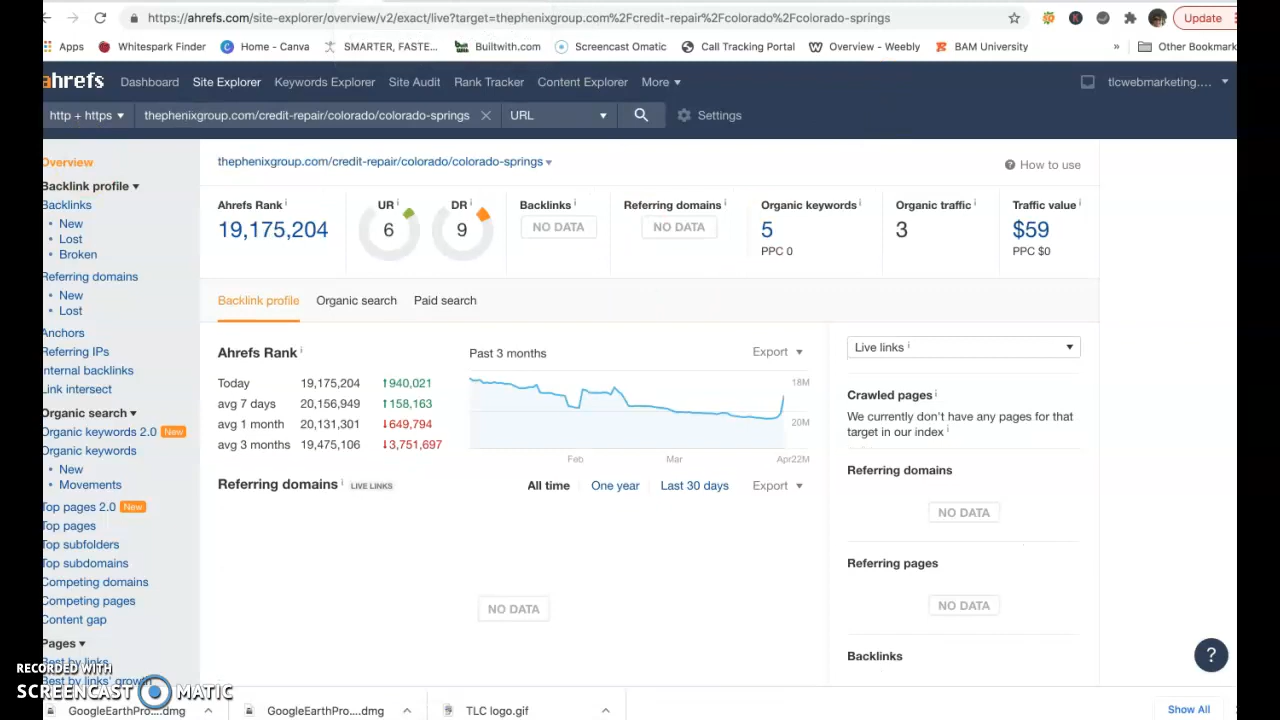 https://ahrefs.com/site-explorer/overview/v2/exact/live?target=thephenixgroup.com%2Fcredit-repair%2Fcolorado%2Fcolorado-springs
Update
Apps Whitespark Finder Home - Canva SMARTER, FASTE... Builtwith.com Screencast Omatic Call Tracking Portal Overview - Weebly BAM University » Other Bookmark
ahrefs Dashboard Site Explorer Keywords Explorer Site Audit Rank Tracker Content Explorer More tlcwebmarketing....
http + https thephenixgroup.com/credit-repair/colorado/colorado-springs URL Settings
Overview
Backlink profile
Backlinks
New
Lost
Broken
Referring domains
New
Lost
Anchors
Referring IPs
Internal backlinks
Link intersect
Organic search
Organic keywords 2.0 New
Organic keywords
New
Movements
Top pages 2.0 New
Top pages
Top subfolders
Top subdomains
Competing domains
Competing pages
Content gap
Pages
Best by links
Best by links' growth
thephenixgroup.com/credit-repair/colorado/colorado-springs
How to use
Ahrefs Rank UR DR Backlinks Referring domains Organic keywords Organic traffic Traffic value
19,175,204 6 9 NO DATA NO DATA 5 3 $59
PPC 0 PPC $0
Backlink profile Organic search Paid search
Ahrefs Rank Past 3 months Export
Today 19,175,204 ↑940,021
avg 7 days 20,156,949 ↑158,163
avg 1 month 20,131,301 ↓649,794
avg 3 months 19,475,106 ↓3,751,697
18M
20M
Feb Mar Apr22M
Referring domains LIVE LINKS All time One year Last 30 days Export
NO DATA
Live links
Crawled pages
We currently don't have any pages for that
target in our index
Referring domains
NO DATA
Referring pages
NO DATA
Backlinks
?
RECORDED WITH
SCREENCAST MATIC
GoogleEarthPro....dmg GoogleEarthPro....dmg TLC logo.gif Show All